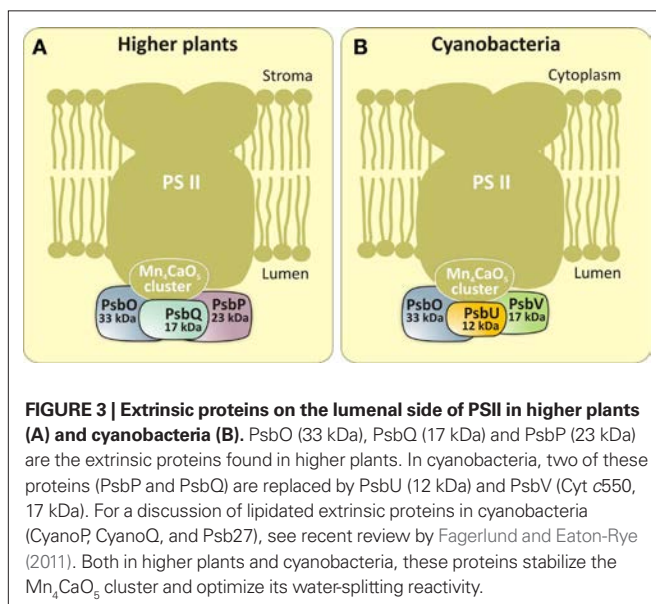 A
Higher plants
Stroma
PS II
Mn₄CaO₅
cluster
Lumen
PsbO
33 kDa
PsbQ
17 kDa
PsbP
23 kDa
B
Cyanobacteria
Cytoplasm
PS II
Mn₄CaO₅
cluster
Lumen
PsbO
33 kDa
PsbU
12 kDa
PsbV
17 kDa
FIGURE 3 | Extrinsic proteins on the lumenal side of PSII in higher plants
(A) and cyanobacteria (B). PsbO (33 kDa), PsbQ (17 kDa) and PsbP (23 kDa)
are the extrinsic proteins found in higher plants. In cyanobacteria, two of these
proteins (PsbP and PsbQ) are replaced by PsbU (12 kDa) and PsbV (Cyt c550,
17 kDa). For a discussion of lipidated extrinsic proteins in cyanobacteria
(CyanoP, CyanoQ, and Psb27), see recent review by Fagerlund and Eaton-Rye
(2011). Both in higher plants and cyanobacteria, these proteins stabilize the
Mn₄CaO₅ cluster and optimize its water-splitting reactivity.